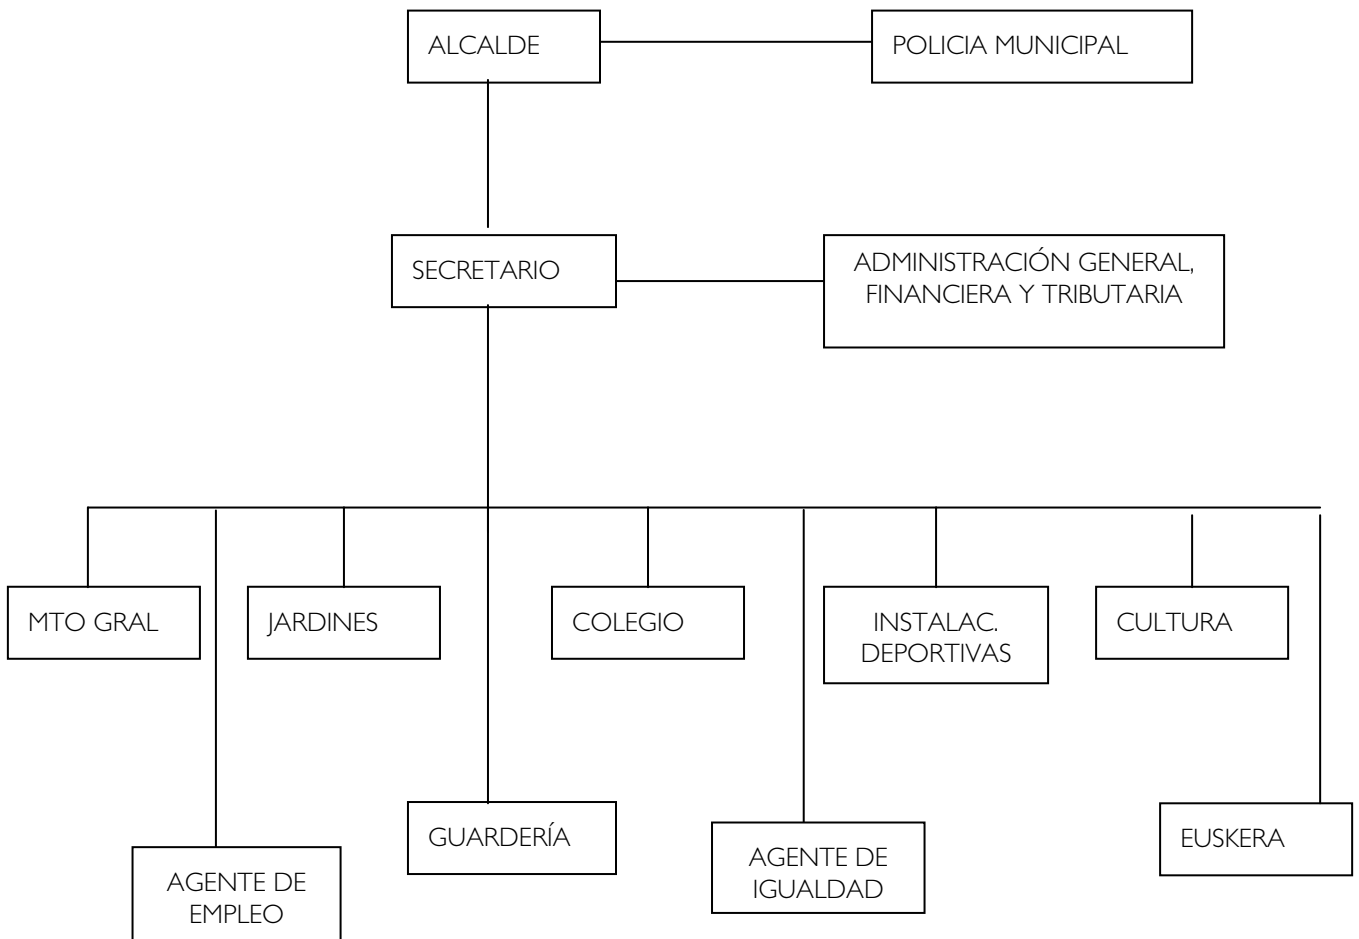 ALCALDE
POLICIA MUNICIPAL
SECRETARIO
ADMINISTRACIÓN GENERAL,
FINANCIERA Y TRIBUTARIA
MTO GRAL
JARDINES
COLEGIO
INSTALAC.
DEPORTIVAS
CULTURA
AGENTE DE
EMPLEO
GUARDERÍA
AGENTE DE
IGUALDAD
EUSKERA